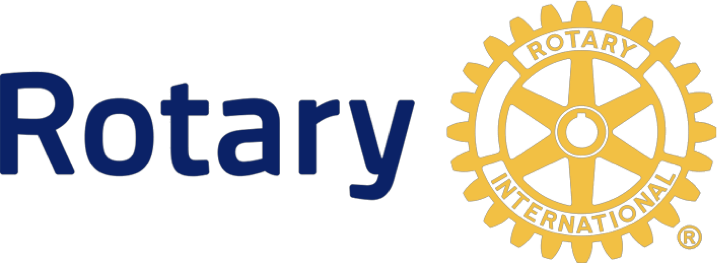 Rotary
ROTARY
INTERNATIONAL
®